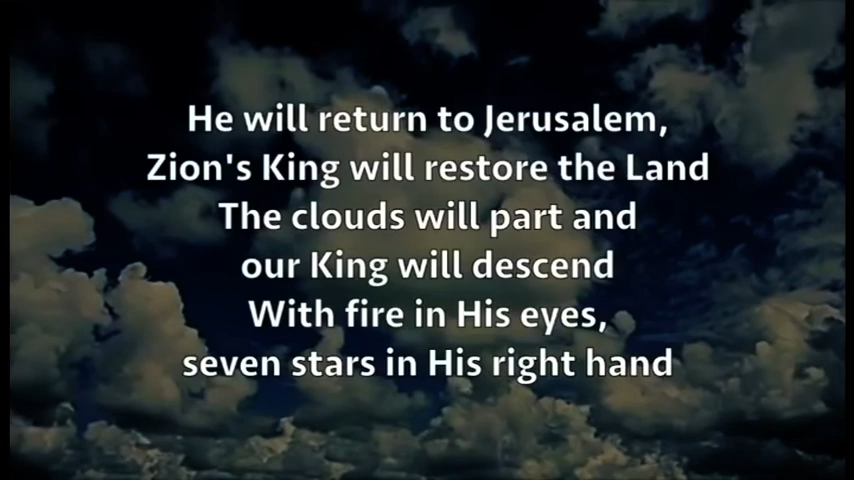 He will return to Jerusalem,
Zion's King will restore the Land
The clouds will part and
our King will descend
With fire in His eyes,
seven stars in His right hand